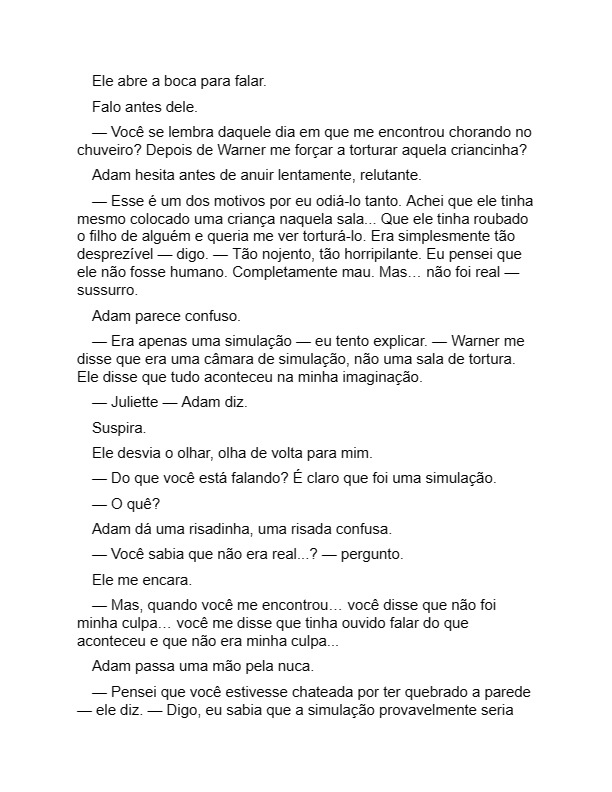 Ele abre a boca para falar.
Falo antes dele.
— Você se lembra daquele dia em que me encontrou chorando no
chuveiro? Depois de Warner me forçar a torturar aquela criancinha?
Adam hesita antes de anuir lentamente, relutante.
— Esse é um dos motivos por eu odiá-lo tanto. Achei que ele tinha
mesmo colocado uma criança naquela sala... Que ele tinha roubado
o filho de alguém e queria me ver torturá-lo. Era simplesmente tão
desprezível — digo. — Tão nojento, tão horripilante. Eu pensei que
ele não fosse humano. Completamente mau. Mas… não foi real —
sussurro.
Adam parece confuso.
— Era apenas uma simulação — eu tento explicar. — Warner me
disse que era uma câmara de simulação, não uma sala de tortura.
Ele disse que tudo aconteceu na minha imaginação.
— Juliette — Adam diz.
Suspira.
Ele desvia o olhar, olha de volta para mim.
— Do que você está falando? É claro que foi uma simulação.
— O quê?
Adam dá uma risadinha, uma risada confusa.
— Você sabia que não era real...? — pergunto.
Ele me encara.
— Mas, quando você me encontrou… você disse que não foi
minha culpa… você me disse que tinha ouvido falar do que
aconteceu e que não era minha culpa...
Adam passa uma mão pela nuca.
— Pensei que você estivesse chateada por ter quebrado a parede
— ele diz. — Digo, eu sabia que a simulação provavelmente seria